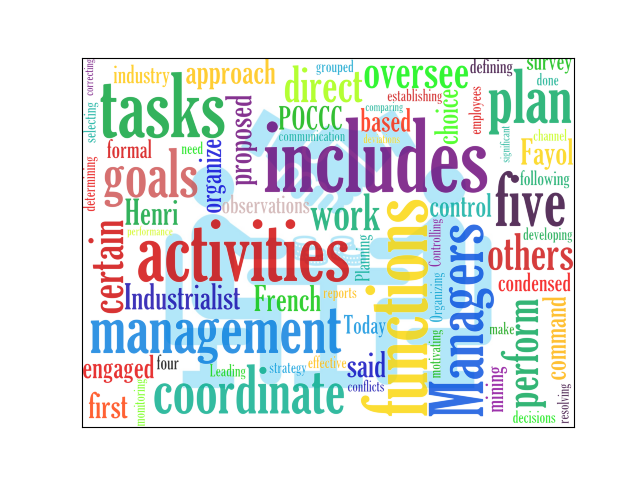 correcting
industry
approach
grouped
direct
oversee
defining
survey
done
tasks
establishing
plan
selecting
proposed
POCCC
comparing
based
choice
employees
communication
significant
channel
formal
need
includes
Fayol
determining
goals
organize
following
Henri
observations
work
control
five
performance
certain
activities
Planning
functions
Controlling
Managers
developing
others
condensed
Industrialist
French
reports
Organizing
management
Today
make
perform
command
engaged
four
Leading
strategy
effective
said
motivating
mining
conflicts
first
monitoring
coordinate
decisions
resolving